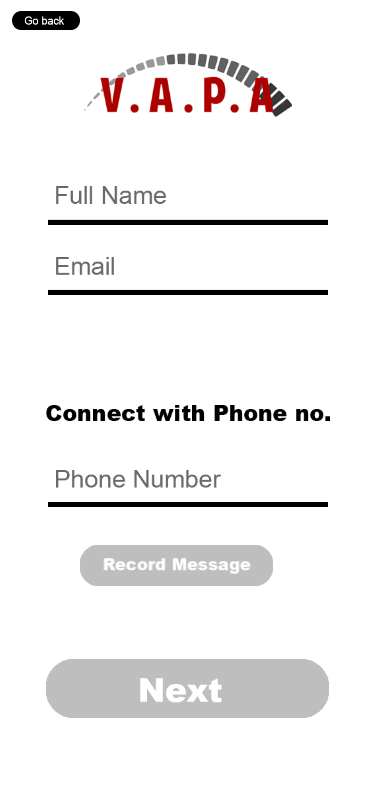 Go back
V.A.P.A
Full Name
Email
Connect with Phone no.
Phone Number
Record Message
Next